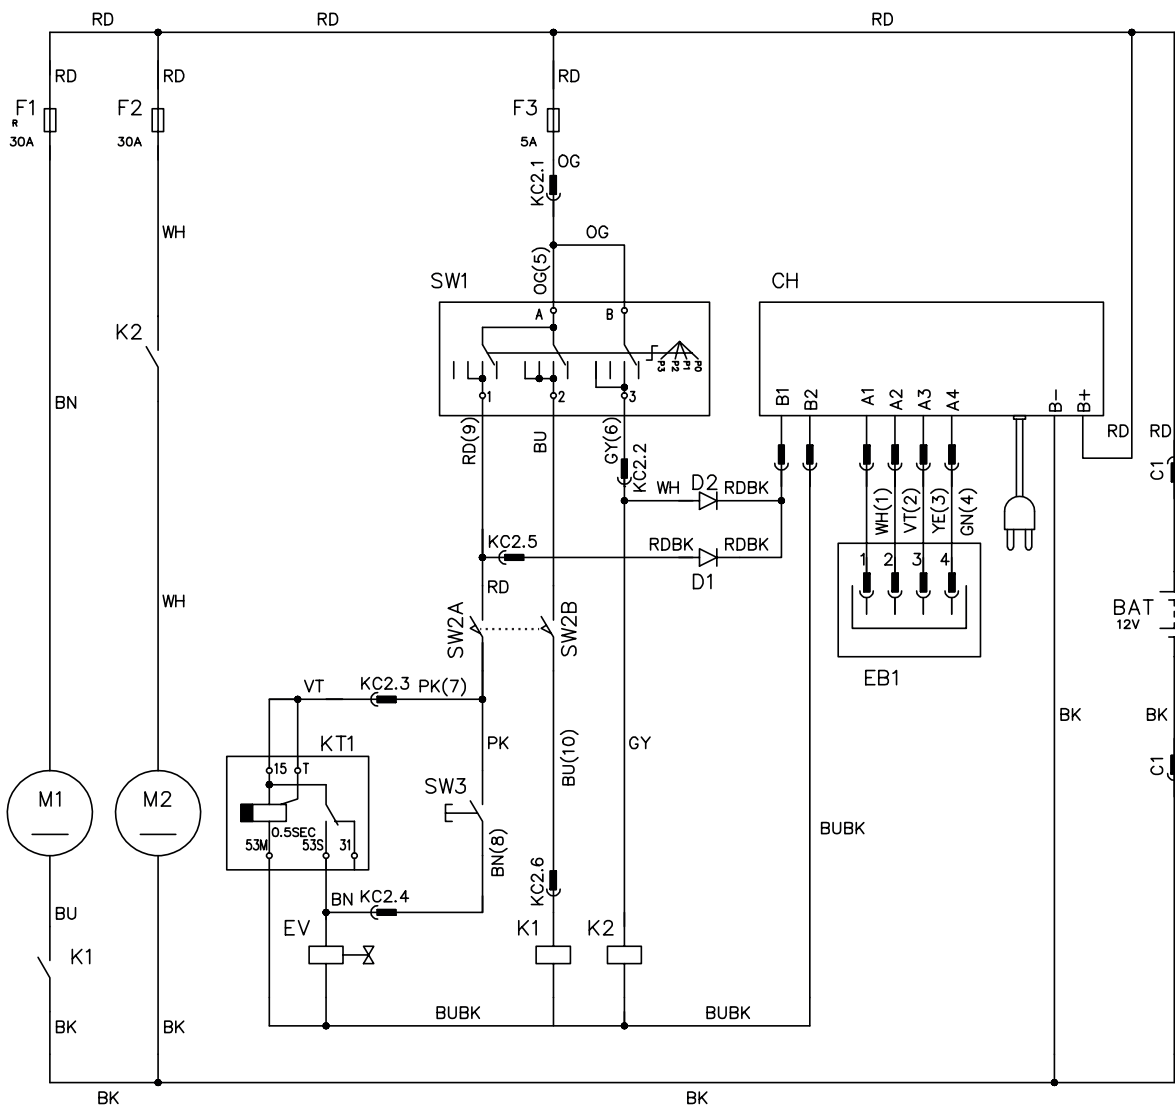 RD RD RD
RD RD RD
F1 F2 F3
R
30A 30A 5A
OG
KC2.1
WH OG
OG(5)
SW1 CH
A B
K2
P3 P2 P1 P0
BN
1 2 3
B1 B2 A1 A2 A3 A4 B- B+
RD(9) BU GY(6) RD RD
KC2.2 C1
WH D2 RDBK
WH(1) VT(2) YE(3) GN(4)
KC2.5 RDBK RDBK
D1
1 2 3 4
RD
WH BAT
12V
SW2A SW2B
EB1
VT KC2.3 PK(7)
BK BK
KT1 PK BU(10) GY
15 T C1
M1 M2 SW3
0.5SEC BUBK
53M 53S 31 BN(8)
KC2.6
BN KC2.4
BU
EV K1 K2
K1
BUBK BUBK
BK BK
BK BK